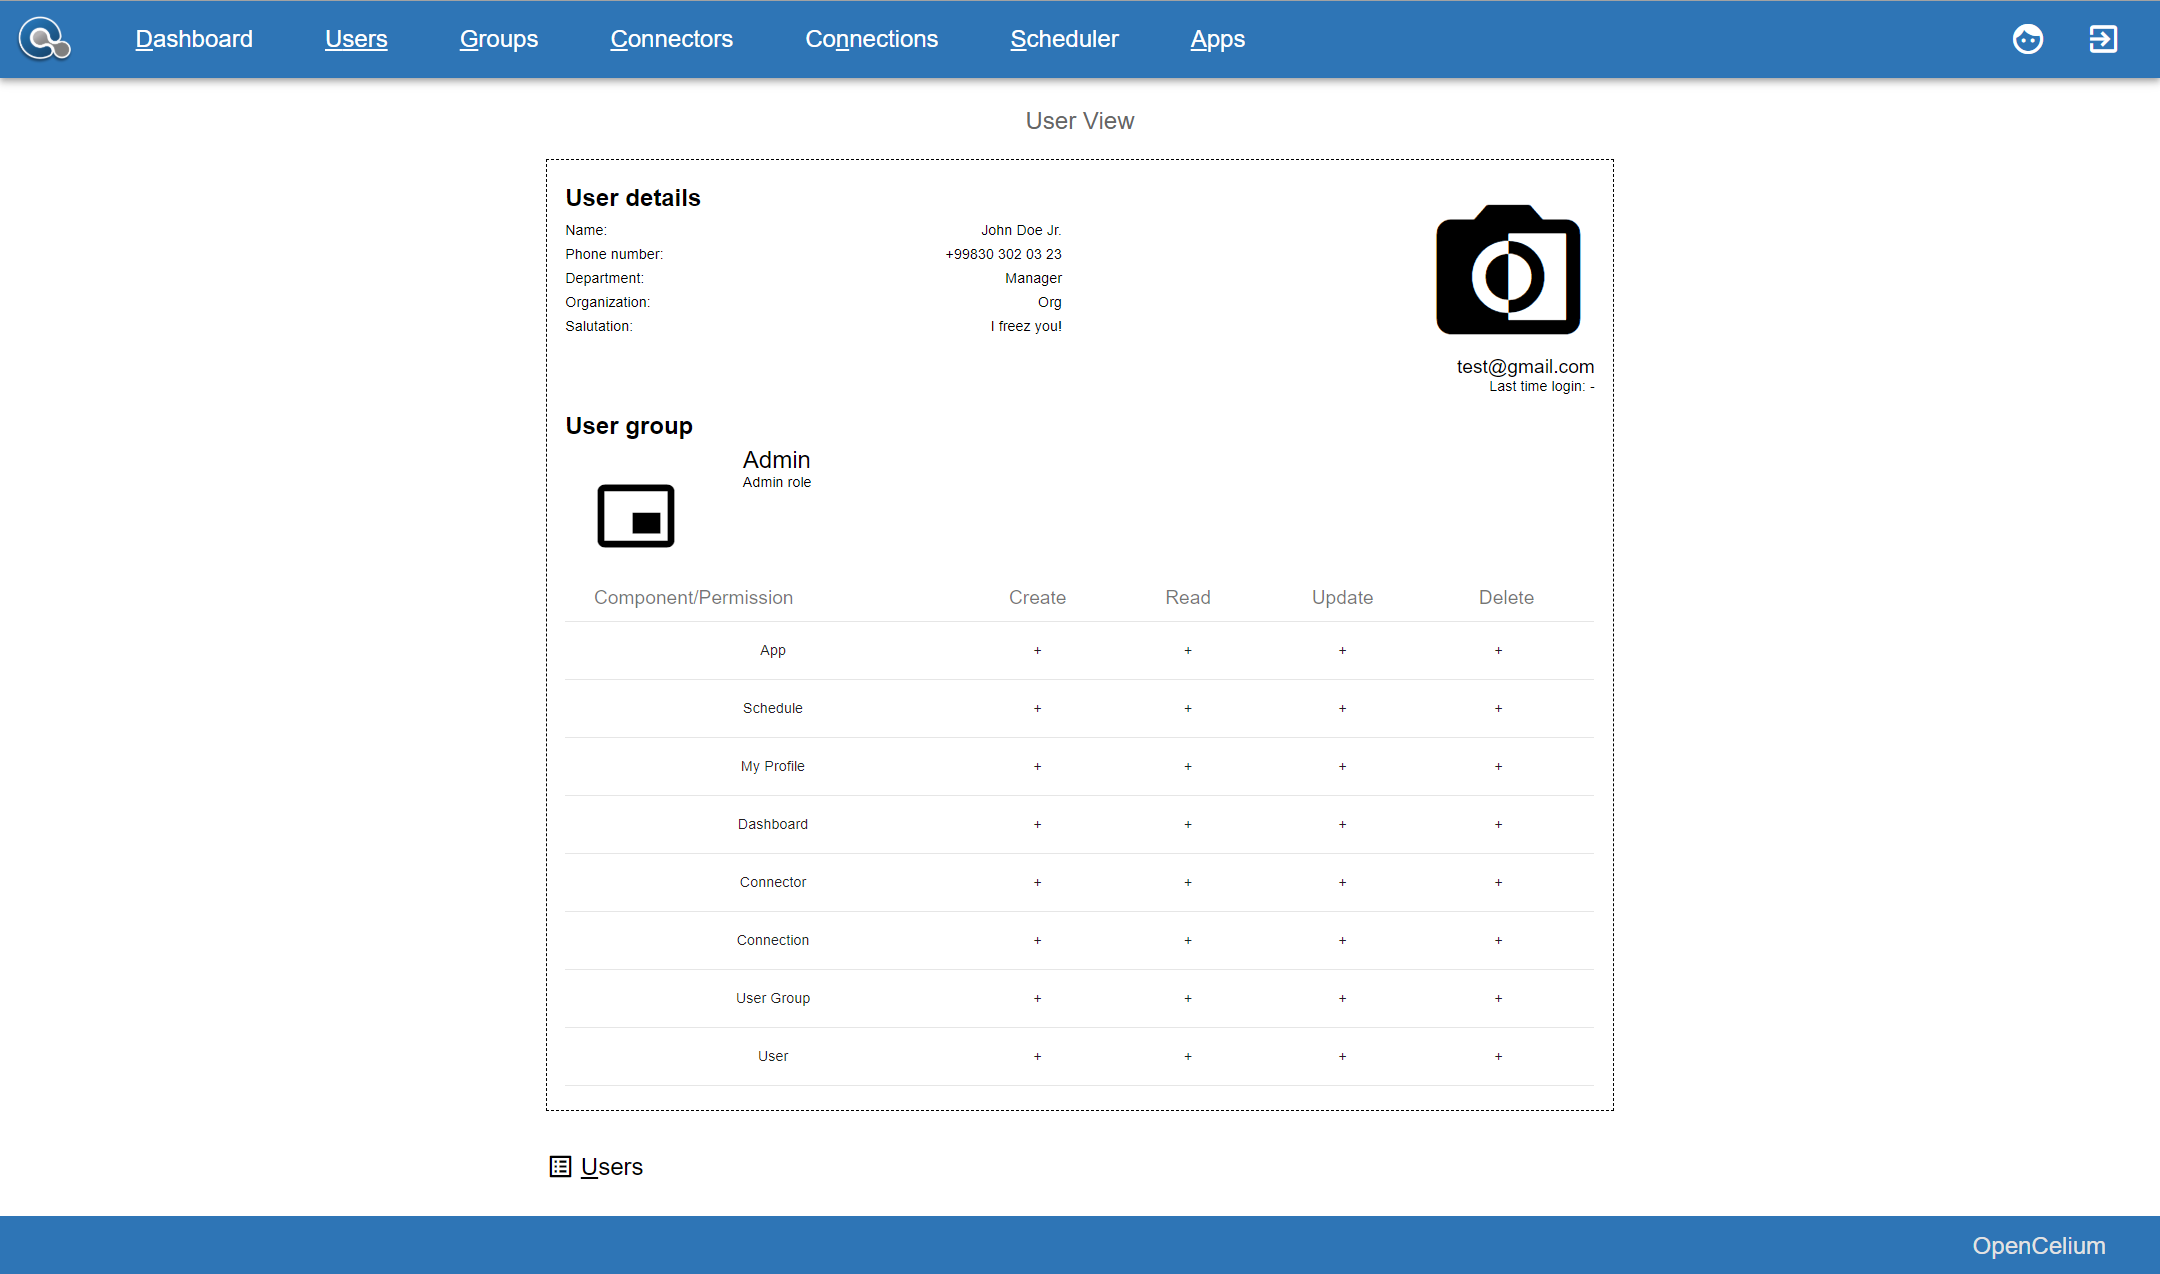 Dashboard Users Groups Connectors Connections Scheduler Apps
User View
User details
Name: John Doe Jr.
Phone number: +99830 302 03 23
Department: Manager
Organization: Org
Salutation: I freez you!
test@gmail.com
Last time login: -
User group
Admin
Admin role
Component/Permission Create Read Update Delete
App + + + +
Schedule + + + +
My Profile + + + +
Dashboard + + + +
Connector + + + +
Connection + + + +
User Group + + + +
User + + + +
Users
OpenCelium